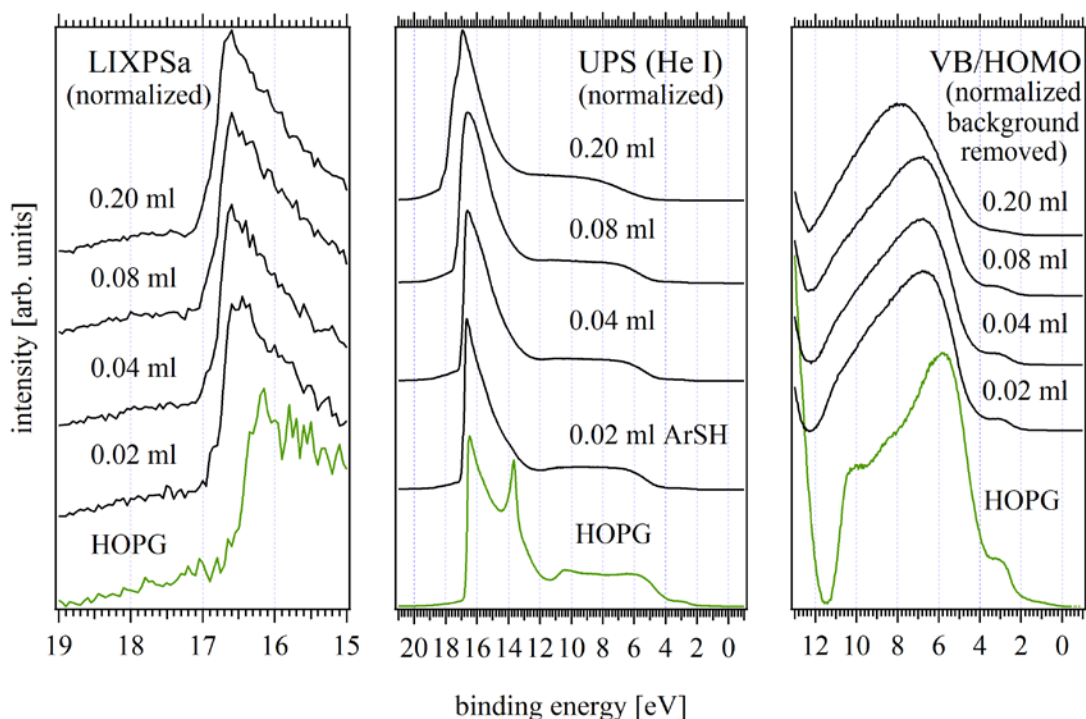 LIXPSa
(normalized)
0.20 ml
0.08 ml
0.04 ml
0.02 ml
HOPG
19 18 17 16 15
UPS (He I)
(normalized)
0.20 ml
0.08 ml
0.04 ml
0.02 ml ArSH
HOPG
20 18 16 14 12 10 8 6 4 2 0
VB/HOMO
(normalized
background
removed)
0.20 ml
0.08 ml
0.04 ml
0.02 ml
HOPG
12 10 8 6 4 2 0
intensity [arb. units]
binding energy [eV]